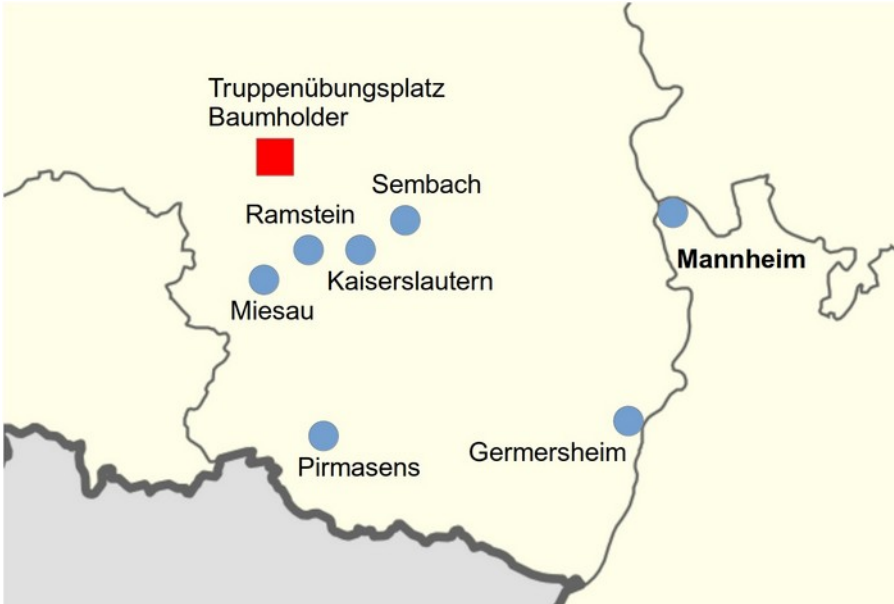 Truppenübungsplatz
Baumholder
Sembach
Ramstein
Kaiserslautern
Miesau
Mannheim
Pirmasens
Germersheim